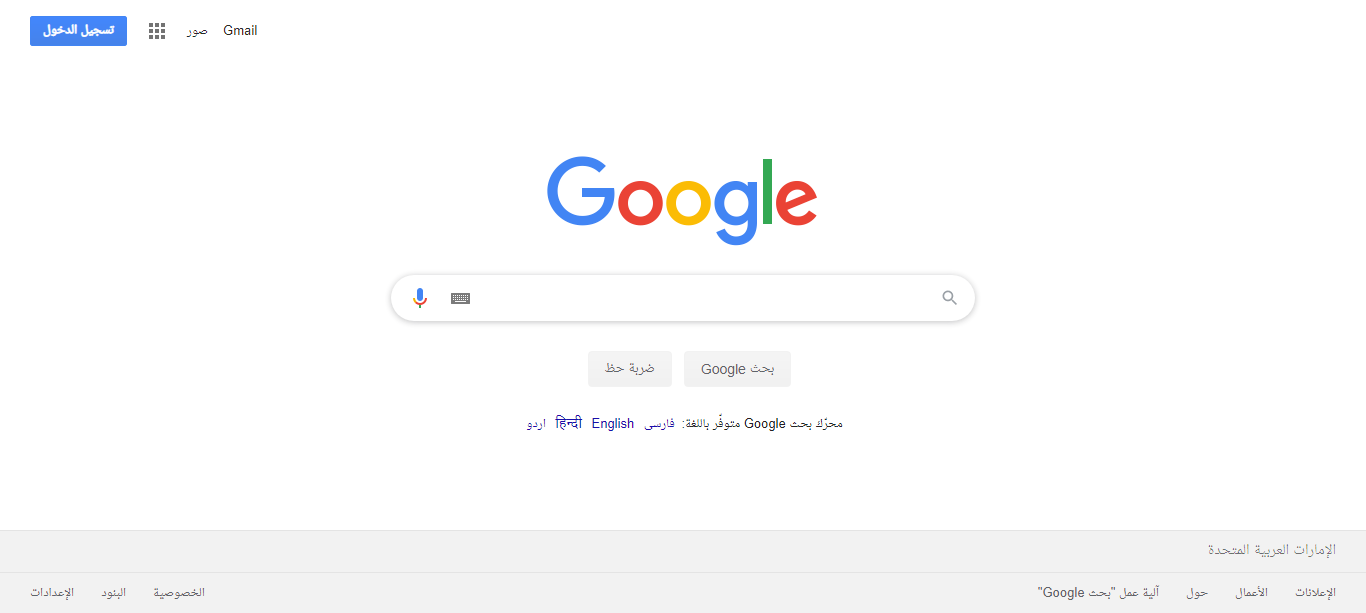 Gmail صور تسجيل الدخول
Google
بحث Google ضربة حظ
محرّك بحث Google متوفّر باللغة: فارسی English हिन्दी اردو
الإمارات العربية المتحدة
الإعلانات الأعمال حول آلية عمل "بحث Google" الخصوصية البنود الإعدادات